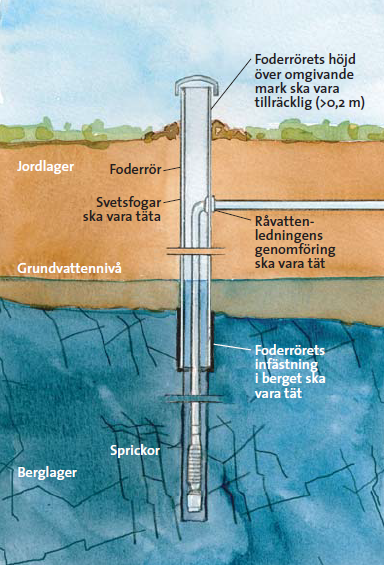 Foderrörets höjd
över omgivande
mark ska vara
tillräcklig (>0,2 m)
Jordlager
Foderrör
Svetsfogar
ska vara täta
Råvatten-
ledningens
genomföring
ska vara tät
Grundvattennivå
Foderrörets
infästning
i berget ska
vara tät
Sprickor
Berglager